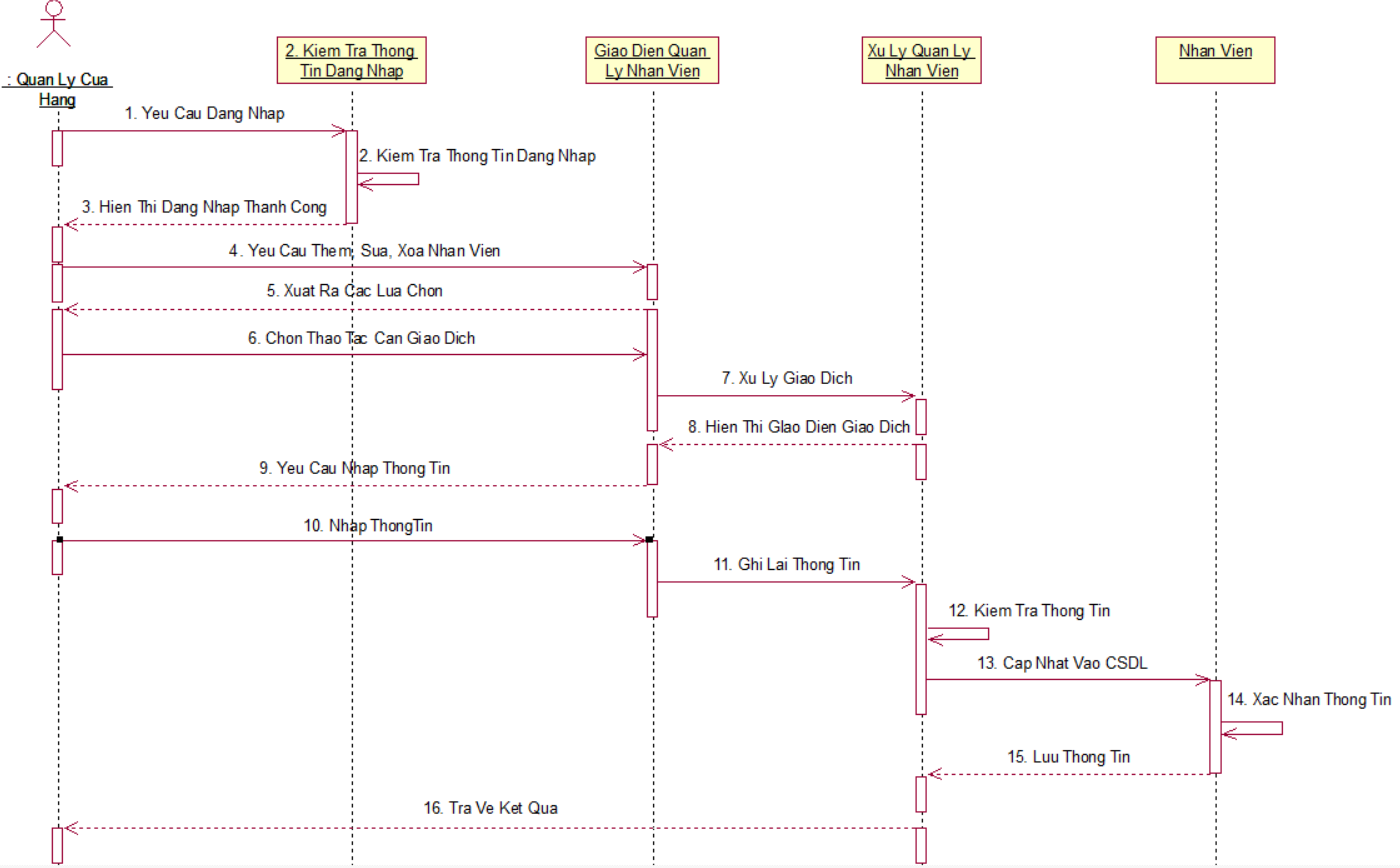 : Quan Ly Cua
Hang
2. Kiem Tra Thong
Tin Dang Nhap
Giao Dien Quan
Ly Nhan Vien
Xu Ly Quan Ly
Nhan Vien
Nhan Vien
1. Yeu Cau Dang Nhap
2. Kiem Tra Thong Tin Dang Nhap
3. Hien Thi Dang Nhap Thanh Cong
4. Yeu Cau Them, Sua, Xoa Nhan Vien
5. Xuat Ra Cac Lua Chon
6. Chon Thao Tac Can Giao Dich
7. Xu Ly Giao Dich
8. Hien Thi GIao Dien Giao Dich
9. Yeu Cau Nhap Thong Tin
10. Nhap ThongTin
11. Ghi Lai Thong Tin
12. Kiem Tra Thong Tin
13. Cap Nhat Vao CSDL
14. Xac Nhan Thong Tin
15. Luu Thong Tin
16. Tra Ve Ket Qua